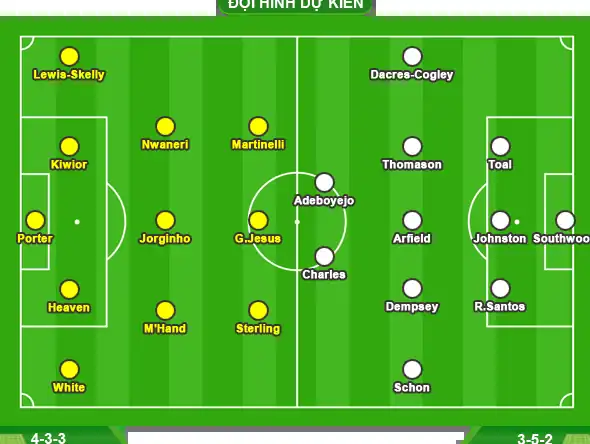 ĐỘI HÌNH DỰ KIẾN
Lewis-Skelly
Dacres-Cogley
Nwaneri
Martinelli
Kiwior
Thomason
Toal
Adeboyejo
Porter
Jorginho
G.Jesus
Arfield
Johnston
Southwoo
Charles
Heaven
Dempsey
R.Santos
M'Hand
Sterling
White
Schon
4-3-3
3-5-2